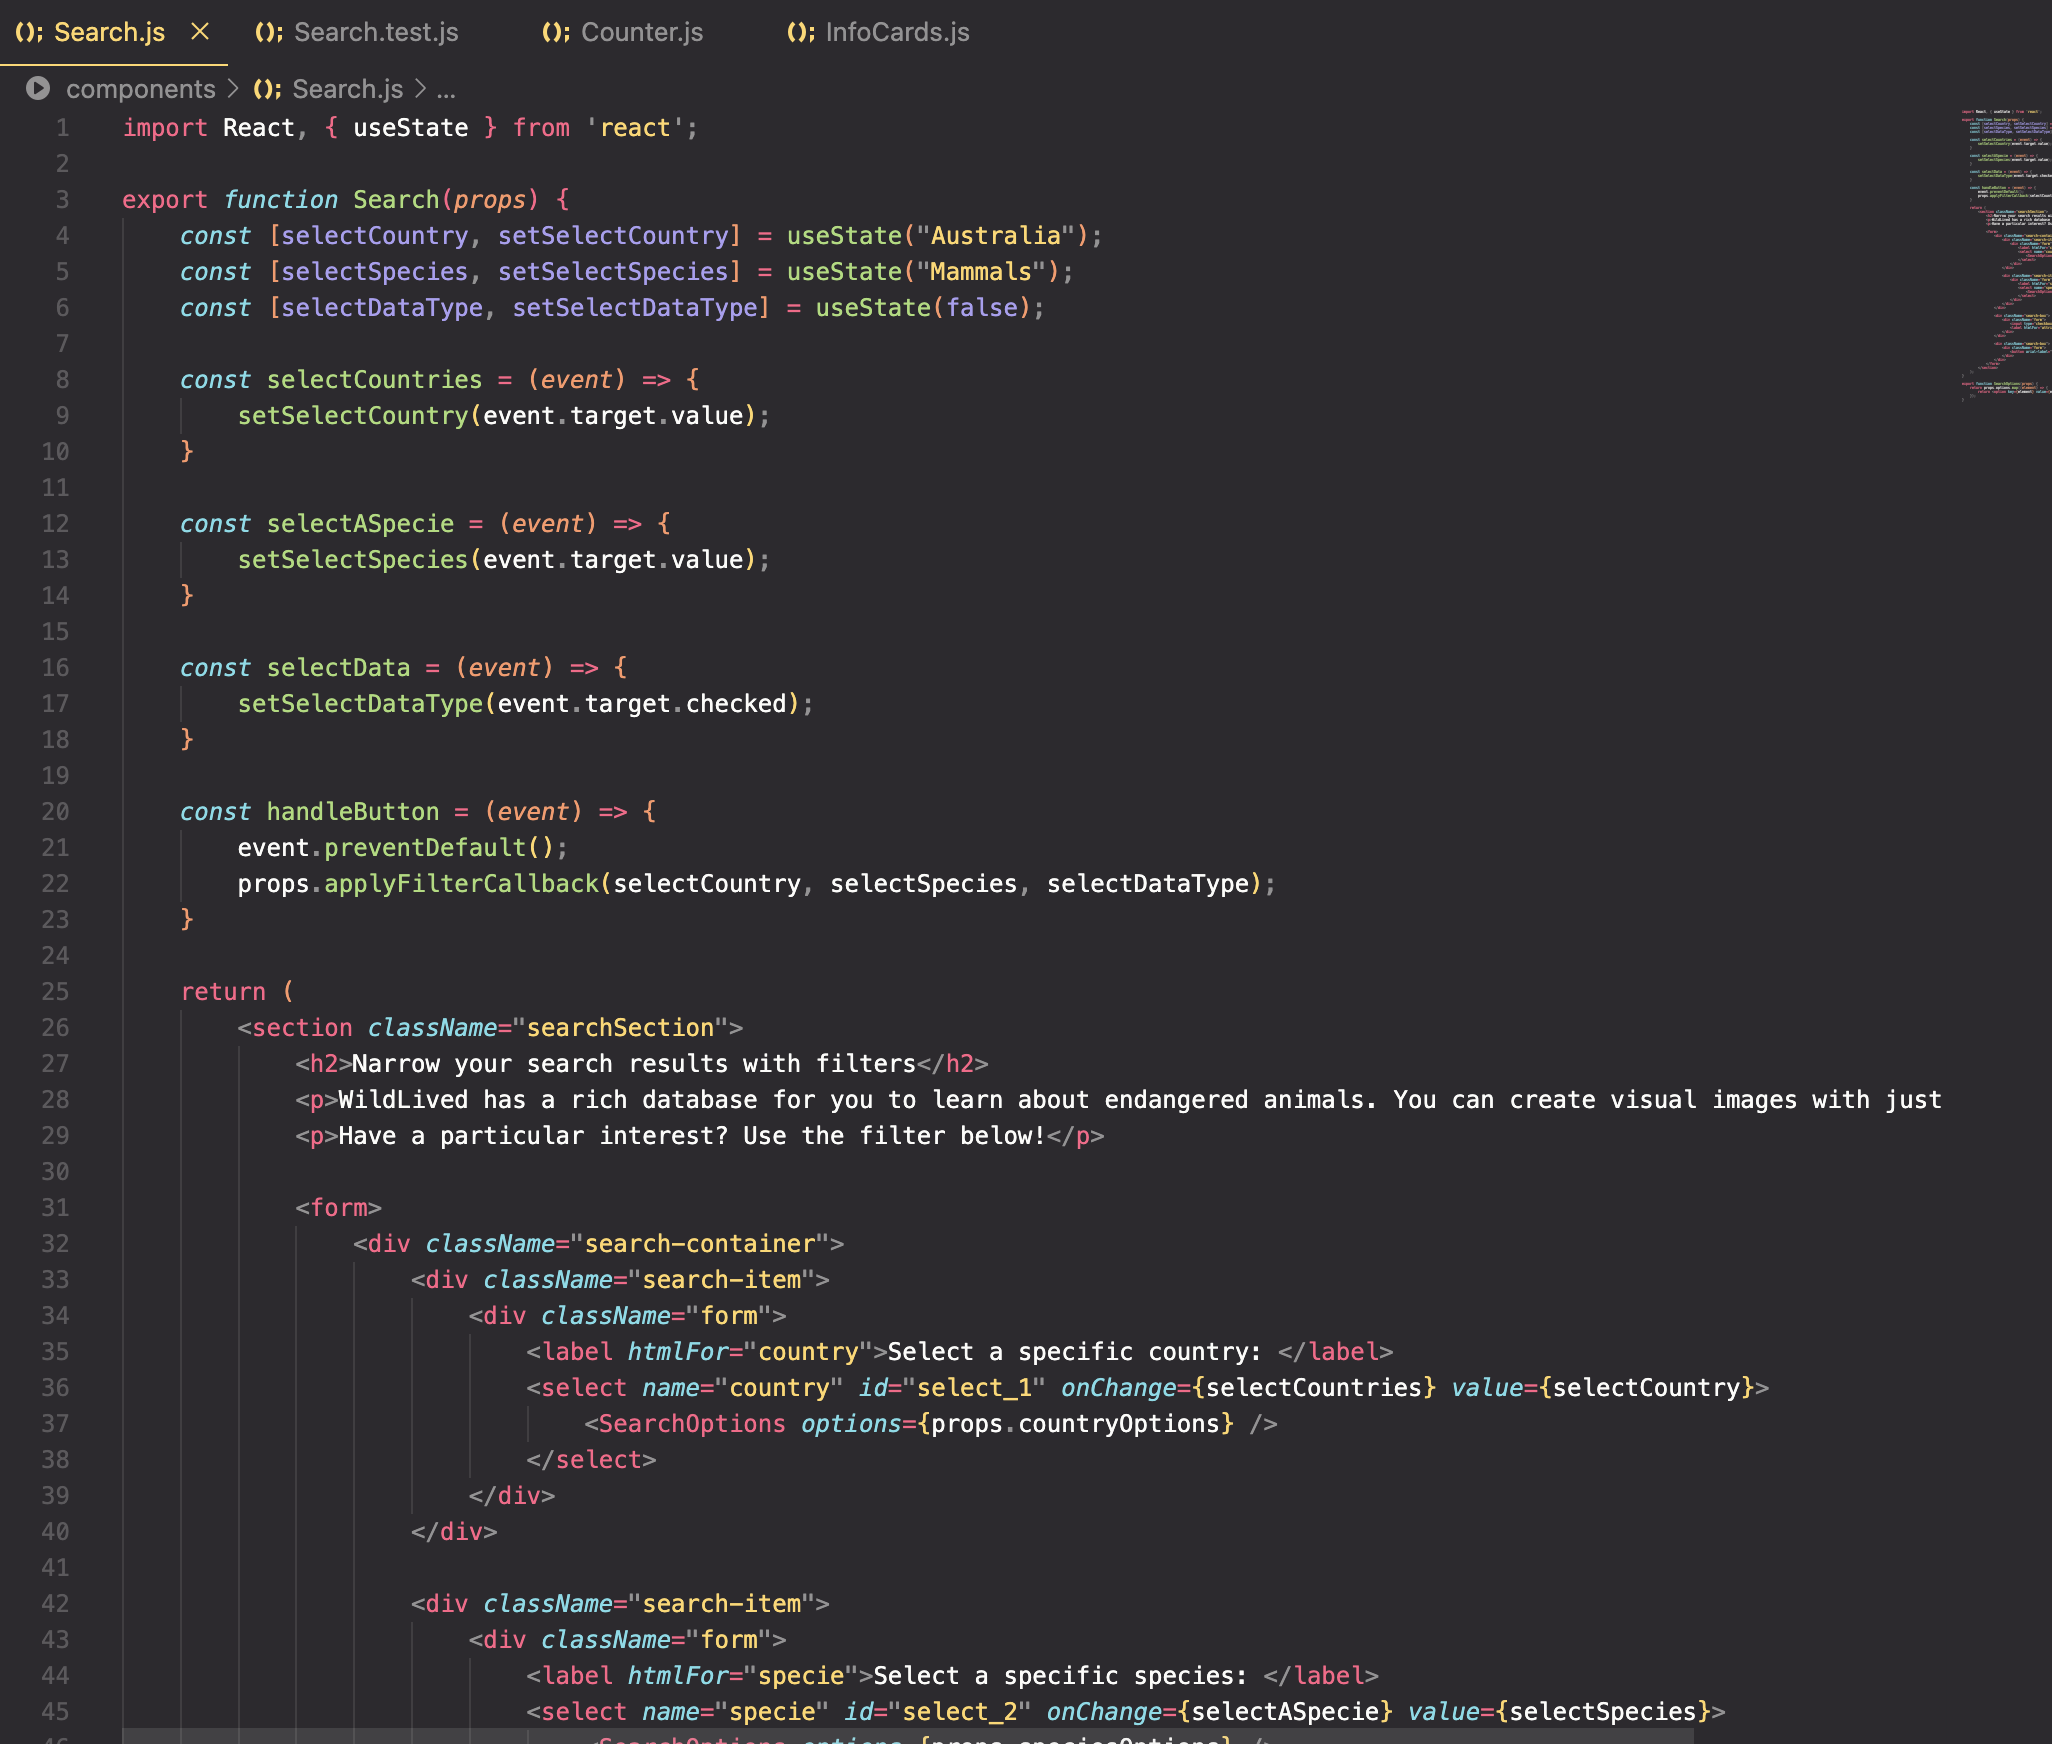 Search.js
Search.test.js
Counter.js
InfoCards.js
components > Search.js > ...
1 import React, { useState } from 'react';
2
3 export function Search(props) {
4     const [selectCountry, setSelectCountry] = useState("Australia");
5     const [selectSpecies, setSelectSpecies] = useState("Mammals");
6     const [selectDataType, setSelectDataType] = useState(false);
7
8     const selectCountries = (event) => {
9         setSelectCountry(event.target.value);
10     }
11
12     const selectASpecie = (event) => {
13         setSelectSpecies(event.target.value);
14     }
15
16     const selectData = (event) => {
17         setSelectDataType(event.target.checked);
18     }
19
20     const handleButton = (event) => {
21         event.preventDefault();
22         props.applyFilterCallback(selectCountry, selectSpecies, selectDataType);
23     }
24
25     return (
26         <section className="searchSection">
27             <h2>Narrow your search results with filters</h2>
28             <p>WildLived has a rich database for you to learn about endangered animals. You can create visual images with just
29             <p>Have a particular interest? Use the filter below!</p>
30
31             <form>
32                 <div className="search-container">
33                     <div className="search-item">
34                         <div className="form">
35                             <label htmlFor="country">Select a specific country: </label>
36                             <select name="country" id="select_1" onChange={selectCountries} value={selectCountry}>
37                                 <SearchOptions options={props.countryOptions} />
38                             </select>
39                         </div>
40                     </div>
41
42                     <div className="search-item">
43                         <div className="form">
44                             <label htmlFor="specie">Select a specific species: </label>
45                             <select name="specie" id="select_2" onChange={selectASpecie} value={selectSpecies}>